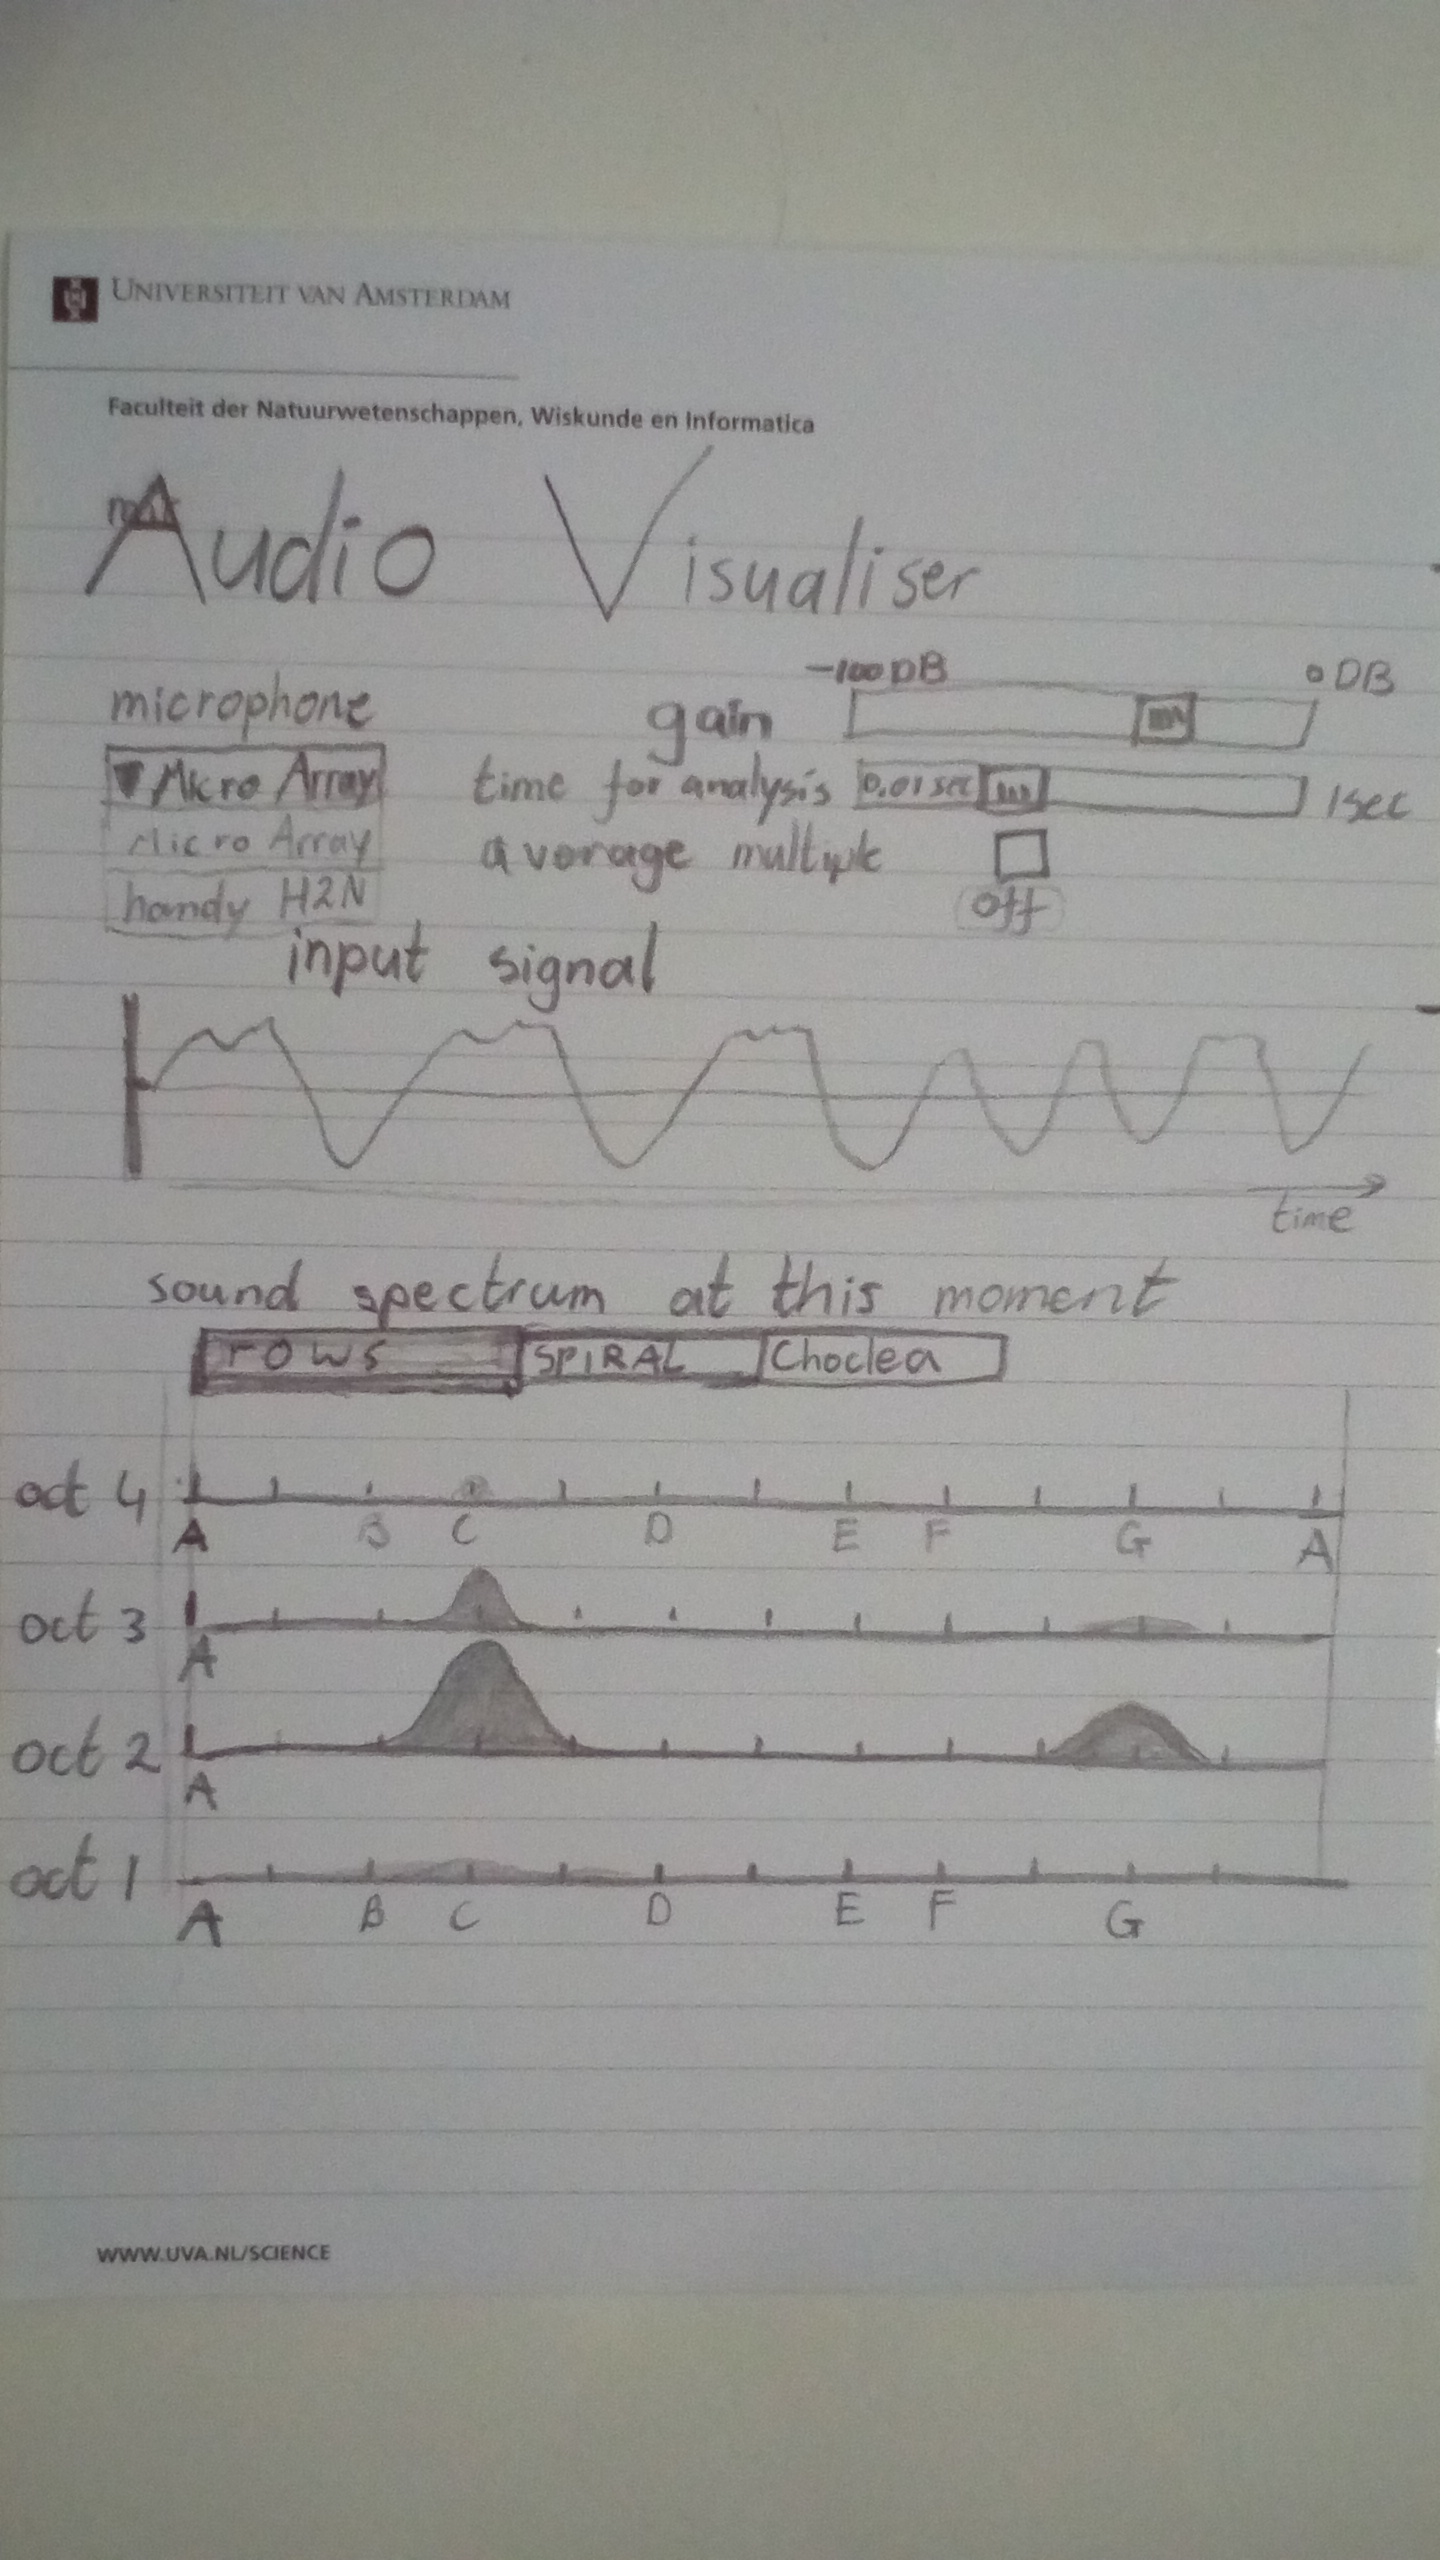 UNIVERSITEIT VAN AMSTERDAM
Faculteit der Natuurwetenschappen, Wiskunde en Informatica
Audio Visualiser
-100 DB 0 DB
microphone gain
Micro Array time for analysis 0.01 sec 1 sec
Micro Array average
handy H2N off
input signal
time
sound spectrum at this moment
rows SPIRAL Choclea
oct 4
A B C D E F G A
oct 3
A
oct 2
A
oct 1
A B C D E F G
WWW.UVA.NL/SCIENCE